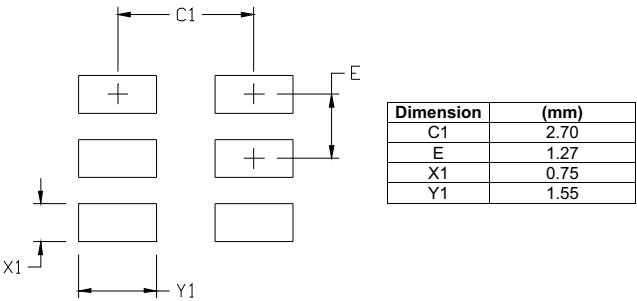 C1
E
X1
Y1
Dimension (mm)
C1 2.70
E 1.27
X1 0.75
Y1 1.55